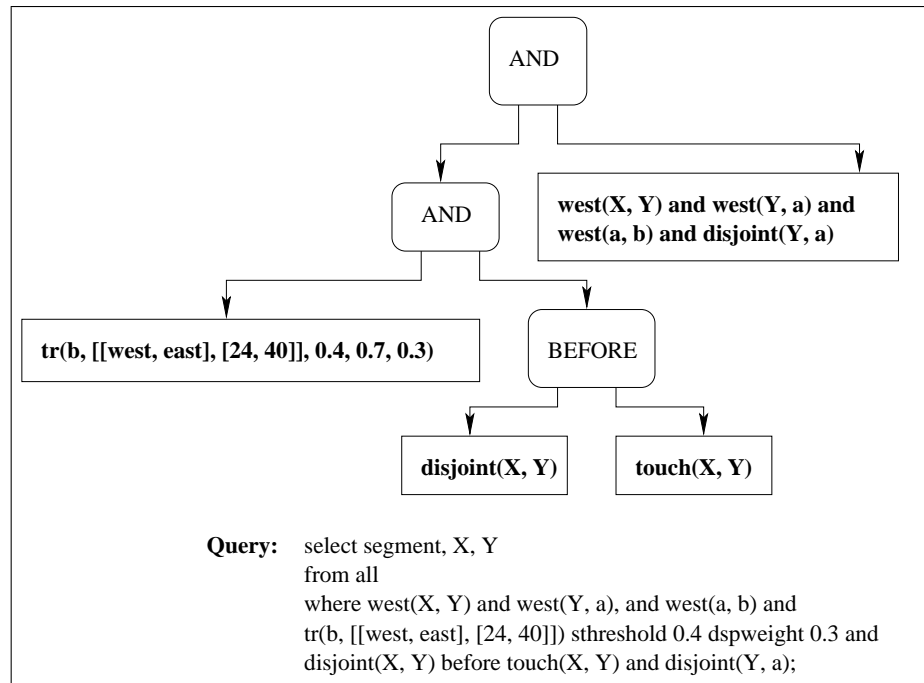 AND
AND
west(X, Y) and west(Y, a) and
west(a, b) and disjoint(Y, a)
tr(b, [[west, east], [24, 40]], 0.4, 0.7, 0.3)
BEFORE
disjoint(X, Y)
touch(X, Y)
Query: select segment, X, Y
from all
where west(X, Y) and west(Y, a), and west(a, b) and
tr(b, [[west, east], [24, 40]]) sthreshold 0.4 dspweight 0.3 and
disjoint(X, Y) before touch(X, Y) and disjoint(Y, a);